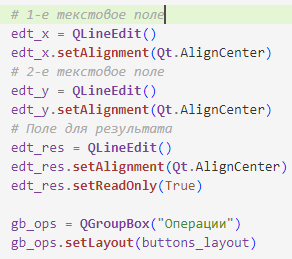 # 1-е текстовое поле
edt_x = QLineEdit()
edt_x.setAlignment(Qt.AlignCenter)
# 2-е текстовое поле
edt_y = QLineEdit()
edt_y.setAlignment(Qt.AlignCenter)
# Поле для результата
edt_res = QLineEdit()
edt_res.setAlignment(Qt.AlignCenter)
edt_res.setReadOnly(True)
gb_ops = QGroupBox("Операции")
gb_ops.setLayout(buttons_layout)